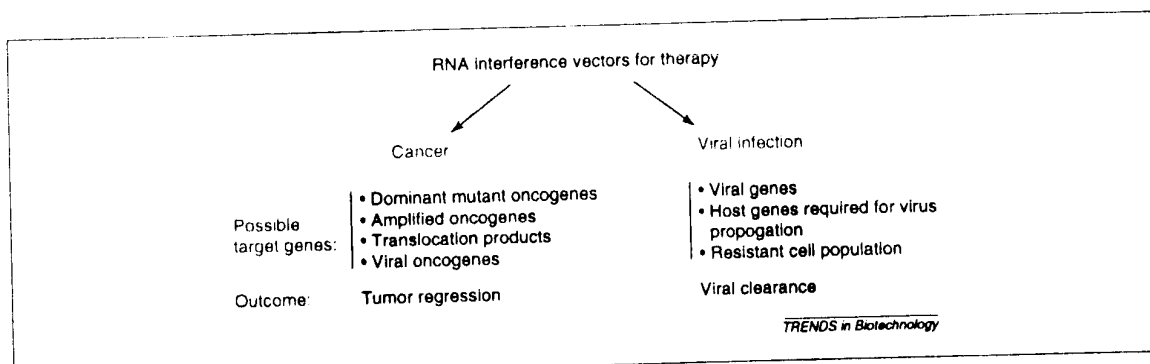 RNA interference vectors for therapy
Cancer
Viral infection
Possible
target genes:
• Dominant mutant oncogenes
• Amplified oncogenes
• Translocation products
• Viral oncogenes
• Viral genes
• Host genes required for virus
propogation
• Resistant cell population
Outcome:
Tumor regression
Viral clearance
TRENDS in Biotechnology